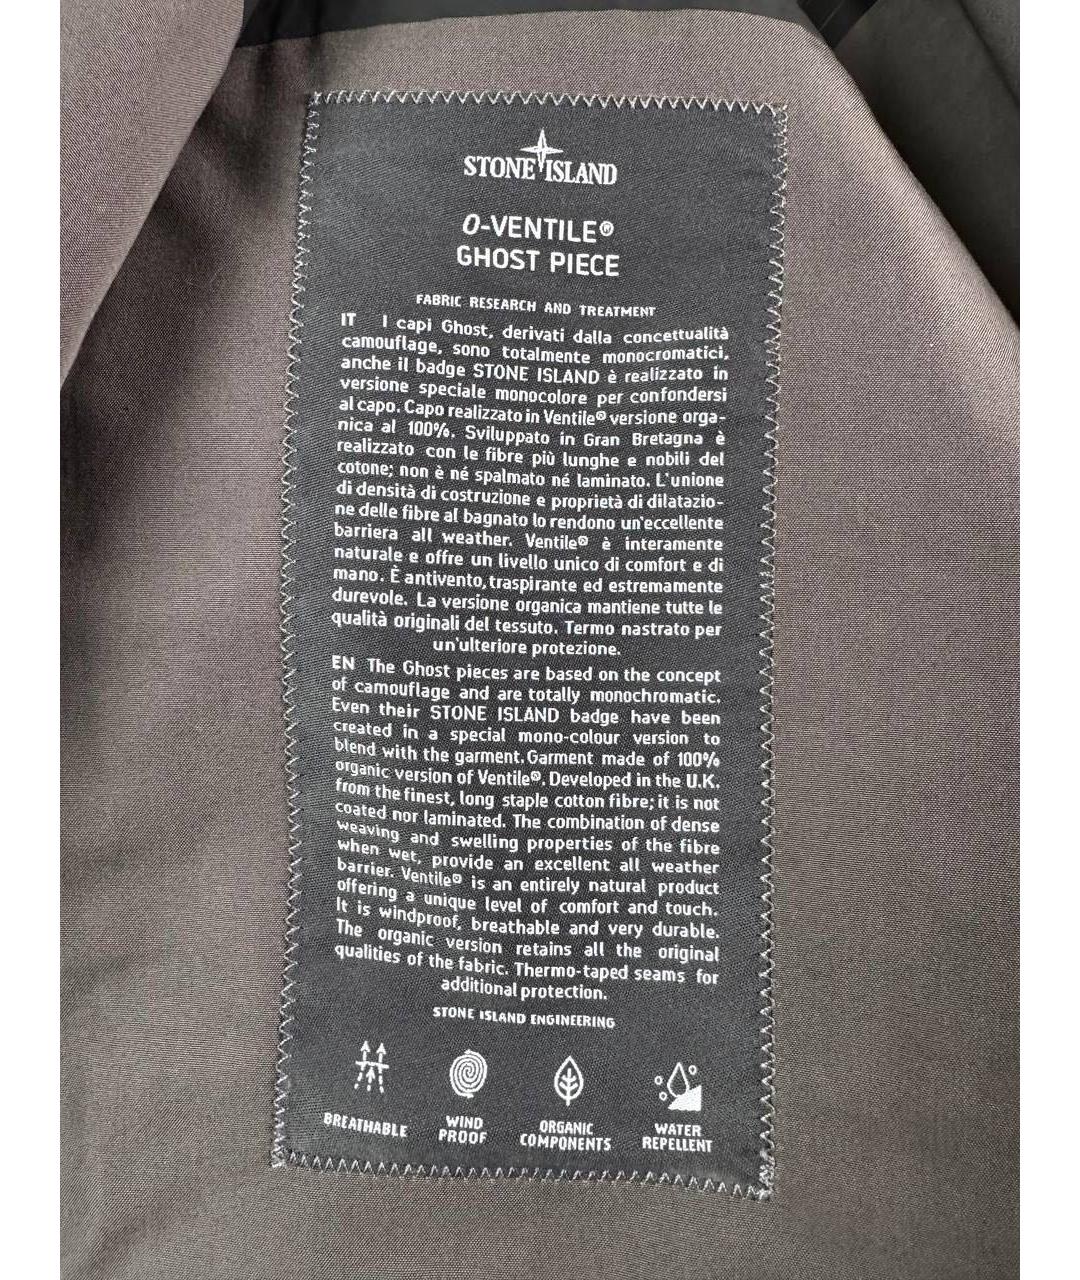 STONE ISLAND
O-VENTILE®
GHOST PIECE
FABRIC RESEARCH AND TREATMENT
IT I capi Ghost, derivati dalla concettualità
camouflage, sono totalmente monocromatici,
anche il badge STONE ISLAND è realizzato in
versione speciale monocolore per confondersi
al capo. Capo realizzato in Ventile® versione orga-
nica al 100%. Sviluppato in Gran Bretagna è
realizzato con le fibre più lunghe e nobili del
cotone; non è né spalmato né laminato. L'unione
di densità di costruzione e proprietà di dilatazio-
ne delle fibre al bagnato lo rendono un'eccellente
barriera all weather. Ventile® è interamente
naturale e offre un livello unico di comfort e di
mano. È antivento, traspirante ed estremamente
durevole. La versione organica mantiene tutte le
qualità originali del tessuto. Termo nastrato per
un'ulteriore protezione.
EN The Ghost pieces are based on the concept
of camouflage and are totally monochromatic.
Even their STONE ISLAND badge have been
created in a special mono-colour version to
blend with the garment. Garment made of 100%
organic version of Ventile®. Developed in the U.K.
from the finest, long staple cotton fibre; it is not
coated nor laminated. The combination of dense
weaving and swelling properties of the fibre
when wet, provide an excellent all weather
barrier. Ventile® is an entirely natural product
offering a unique level of comfort and touch.
It is windproof, breathable and very durable.
The organic version retains all the original
qualities of the fabric. Thermo-taped seams for
additional protection.
STONE ISLAND ENGINEERING
BREATHABLE
WIND
PROOF
ORGANIC
COMPONENTS
WATER
REPELLENT